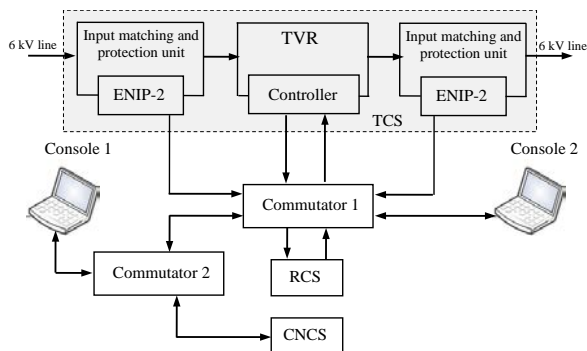 6 kV line
Input matching and
protection unit
ENIP-2
TVR
Controller
Input matching and
protection unit
ENIP-2
6 kV line
TCS
Console 1
Console 2
Commutator 1
Commutator 2
RCS
CNCS